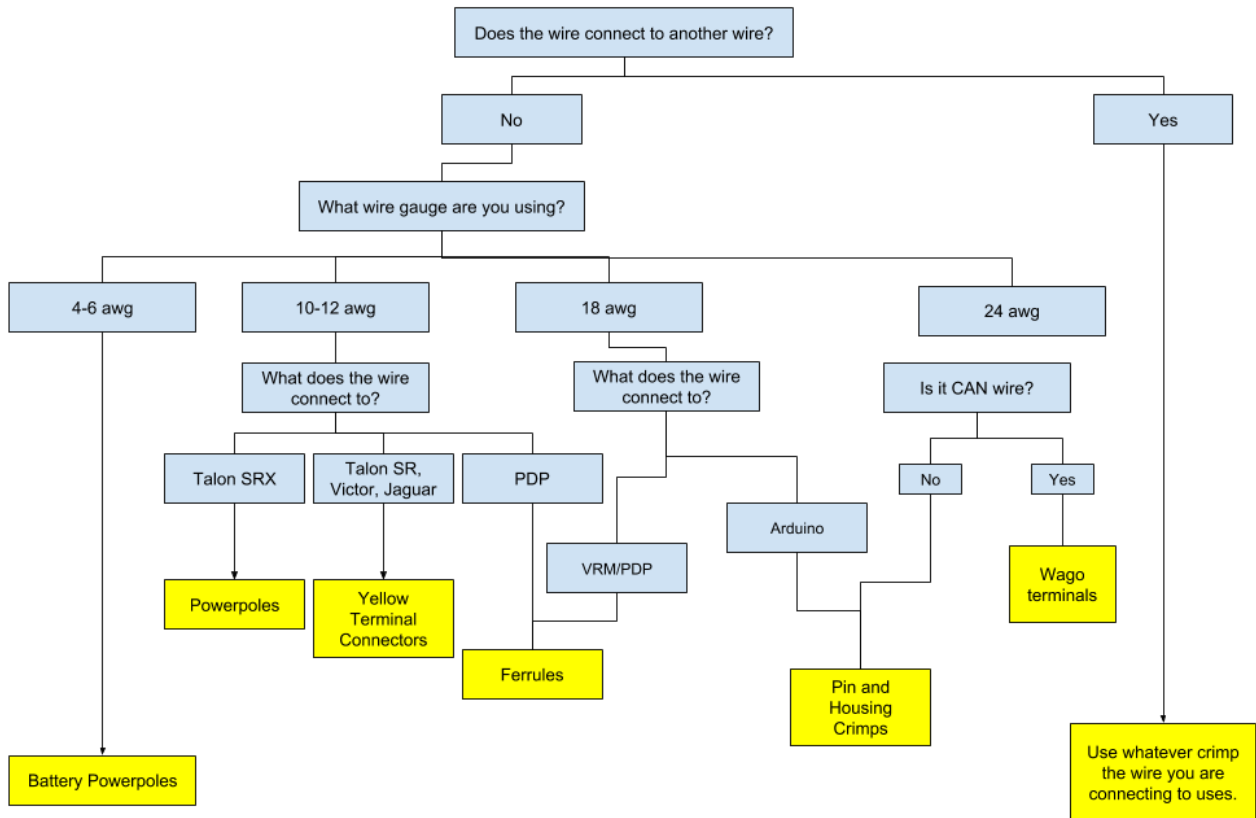 Does the wire connect to another wire?
No
Yes
What wire gauge are you using?
4-6 awg
10-12 awg
18 awg
24 awg
What does the wire
connect to?
What does the wire
connect to?
Is it CAN wire?
Talon SRX
Talon SR,
Victor, Jaguar
PDP
No
Yes
Arduino
VRM/PDP
Powerpoles
Yellow
Terminal
Connectors
Wago
terminals
Ferrules
Pin and
Housing
Crimps
Battery Powerpoles
Use whatever crimp
the wire you are
connecting to uses.